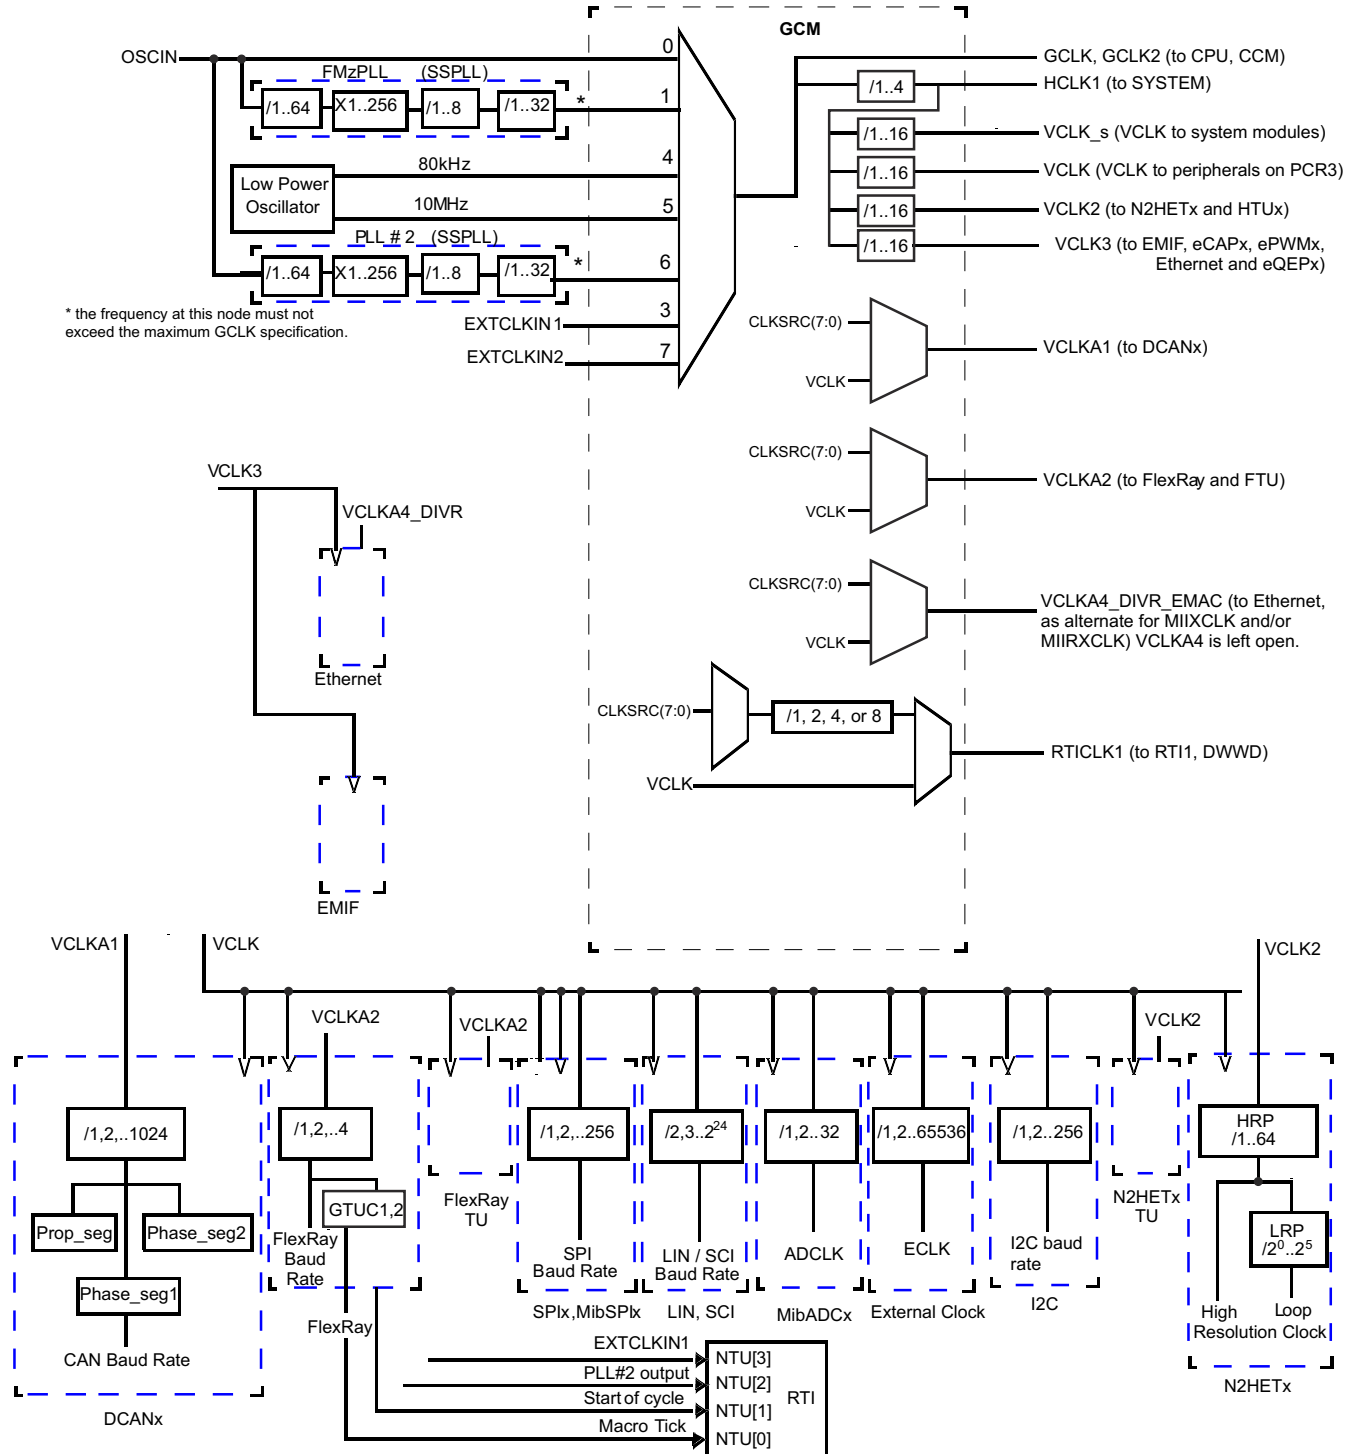 GCM
OSCIN
0
GCLK, GCLK2 (to CPU, CCM)
FMzPLL (SSPLL)
/1..64
X1..256
/1..8
/1..32
*
1
/1..4
HCLK1 (to SYSTEM)
/1..16
VCLK_s (VCLK to system modules)
Low Power
Oscillator
80kHz
4
/1..16
VCLK (VCLK to peripherals on PCR3)
10MHz
5
/1..16
VCLK2 (to N2HETx and HTUx)
PLL # 2 (SSPLL)
/1..64
X1..256
/1..8
/1..32
*
6
/1..16
VCLK3 (to EMIF, eCAPx, ePWMx,
Ethernet and eQEPx)
* the frequency at this node must not
exceed the maximum GCLK specification.
EXTCLKIN1
3
EXTCLKIN2
7
CLKSRC(7:0)
VCLK
VCLKA1 (to DCANx)
CLKSRC(7:0)
VCLK
VCLKA2 (to FlexRay and FTU)
VCLK3
VCLKA4_DIVR
Ethernet
EMIF
CLKSRC(7:0)
VCLK
VCLKA4_DIVR_EMAC (to Ethernet,
as alternate for MIIXCLK and/or
MIIRXCLK) VCLKA4 is left open.
CLKSRC(7:0)
/1, 2, 4, or 8
VCLK
RTICLK1 (to RTI1, DWWD)
VCLKA1
VCLK
VCLK2
VCLKA2
VCLKA2
VCLK2
/1,2,..1024
Prop_seg
Phase_seg2
Phase_seg1
CAN Baud Rate
DCANx
/1,2,..4
GTUC1,2
FlexRay
Baud
Rate
FlexRay
FlexRay
TU
/1,2,..256
SPI
Baud Rate
SPIx,MibSPIx
/2,3..2²⁴
LIN / SCI
Baud Rate
LIN, SCI
/1,2..32
ADCLK
MibADCx
/1,2..65536
ECLK
External Clock
/1,2..256
I2C baud
rate
I2C
N2HETx
TU
HRP
/1..64
LRP
/2⁰..2⁵
High
Loop
Resolution Clock
N2HETx
EXTCLKIN1
NTU[3]
PLL#2 output
NTU[2]
RTI
Start of cycle
NTU[1]
Macro Tick
NTU[0]